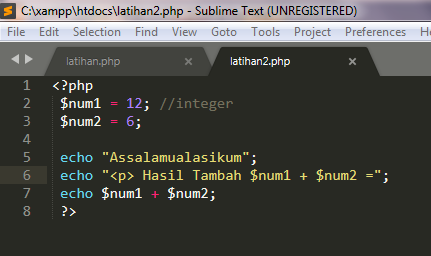 C:\xampp\htdocs\latihan2.php - Sublime Text (UNREGISTERED)
File Edit Selection Find View Goto Tools Project Preferences H
latihan.php × latihan2.php ×
1 <?php
2 $num1 = 12; //integer
3 $num2 = 6;
4
5 echo "Assalamualasikum";
6 echo "<p> Hasil Tambah $num1 + $num2 =";
7 echo $num1 + $num2;
8 ?>